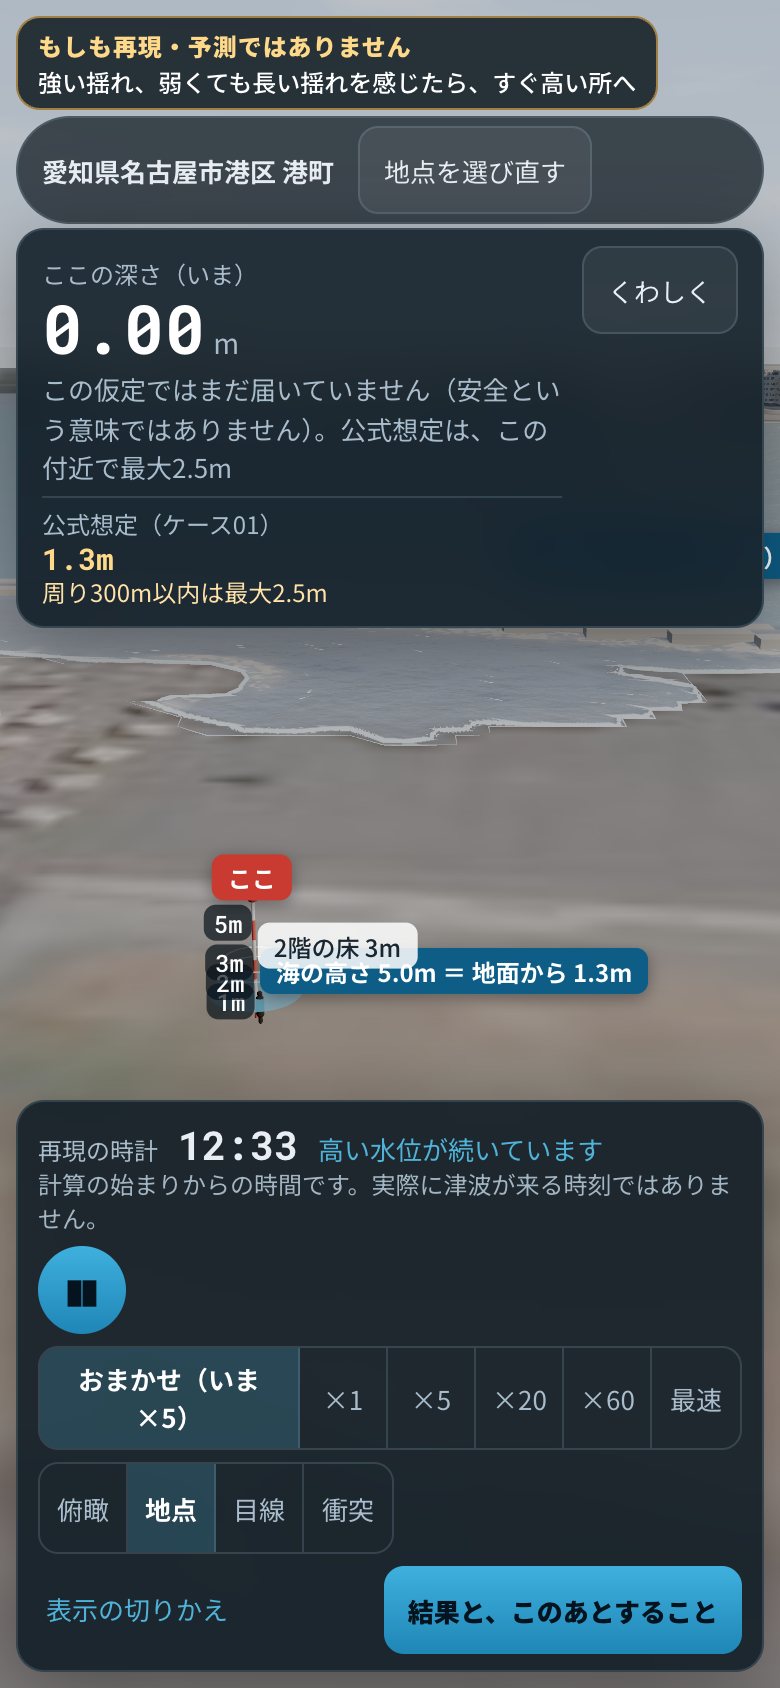 もしも再現・予測ではありません
強い揺れ、弱くても長い揺れを感じたら、すぐ高い所へ
愛知県名古屋市港区 港町
地点を選び直す
ここの深さ（いま）
くわしく
0.00 m
この仮定ではまだ届いていません（安全とい
う意味ではありません）。公式想定は、この
付近で最大2.5m
公式想定（ケース01）
1.3m
周り300m以内は最大2.5m
）
ここ
5m
2階の床 3m
3m
海の高さ 5.0m ＝ 地面から 1.3m
2m
1m
再現の時計 12:33 高い水位が続いています
計算の始まりからの時間です。実際に津波が来る時刻ではありま
せん。
おまかせ（いま
×5）
×1
×5
×20
×60
最速
俯瞰
地点
目線
衝突
表示の切りかえ
結果と、このあとすること